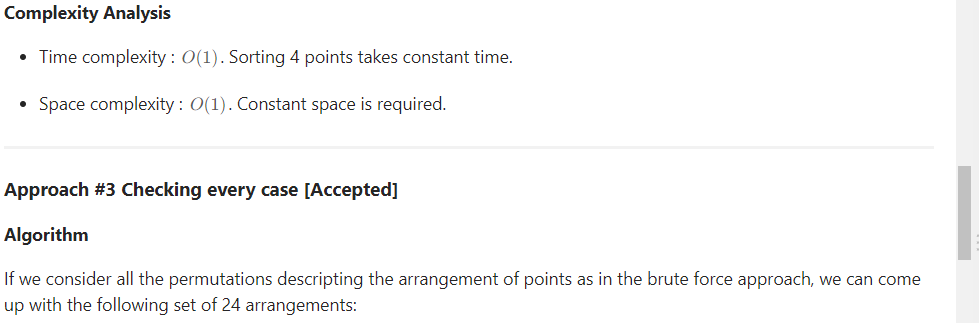 Complexity Analysis
• Time complexity : O(1). Sorting 4 points takes constant time.
• Space complexity : O(1). Constant space is required.
Approach #3 Checking every case [Accepted]
Algorithm
If we consider all the permutations descripting the arrangement of points as in the brute force approach, we can come
up with the following set of 24 arrangements: